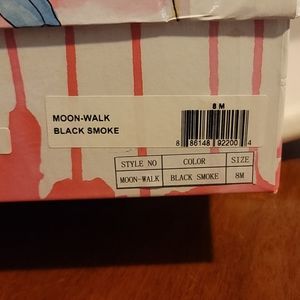 8 M
MOON-WALK
BLACK SMOKE
8 86148 92200 4
STYLE NO COLOR SIZE
MOON-WALK BLACK SMOKE 8M